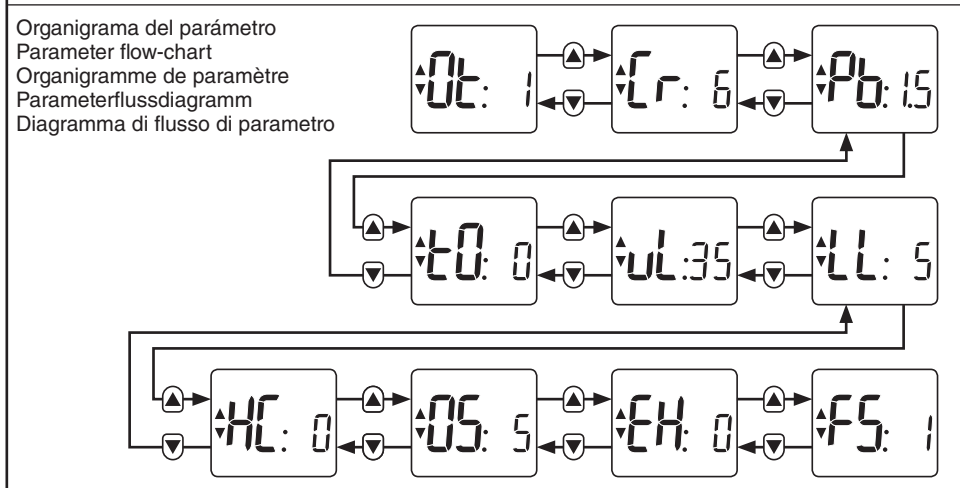 Organigrama del parámetro
Parameter flow-chart
Organigramme de paramètre
Parameterflussdiagramm
Diagramma di flusso di parametro
Ot: 1
Cr: 6
Pb:1.5
tO: 0
uL:35
LL: 5
HC: 0
OS: 5
EH: 0
FS: 1